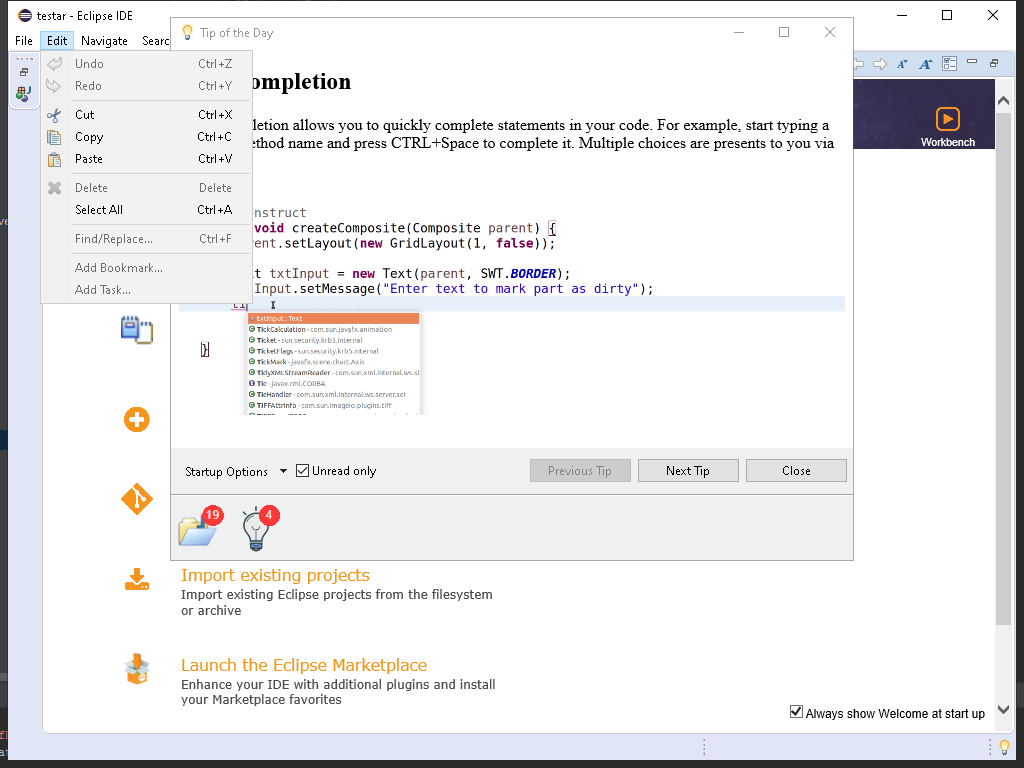 testar - Eclipse IDE
File Edit Navigate Searc
Tip of the Day
Undo Ctrl+Z
Redo Ctrl+Y
Cut Ctrl+X
Copy Ctrl+C
Paste Ctrl+V
Delete Delete
Select All Ctrl+A
Find/Replace... Ctrl+F
Add Bookmark...
Add Task...
ompletion
letion allows you to quickly complete statements in your code. For example, start typing a
ethod name and press CTRL+Space to complete it. Multiple choices are presents to you via
nstruct
void createComposite(Composite parent) {
ent.setLayout(new GridLayout(1, false));
t txtInput = new Text(parent, SWT.BORDER);
Input.setMessage("Enter text to mark part as dirty");
ti
txtInput : Text
TickCalculation - com.sun.javafx.animation
Ticket - sun.security.krb5.internal
TicketFlags - sun.security.krb5.internal
TickMark - javafx.scene.chart.Axis
TidyXMLStreamReader - com.sun.xml.internal.ws.st
Tie - javax.rmi.CORBA
TieHandler - com.sun.xml.internal.ws.server.sei
TIFFAttrInfo - com.sun.imageio.plugins.tiff
}
Workbench
Startup Options Unread only Previous Tip Next Tip Close
19 4
Import existing projects
Import existing Eclipse projects from the filesystem
or archive
Launch the Eclipse Marketplace
Enhance your IDE with additional plugins and install
your Marketplace favorites
Always show Welcome at start up